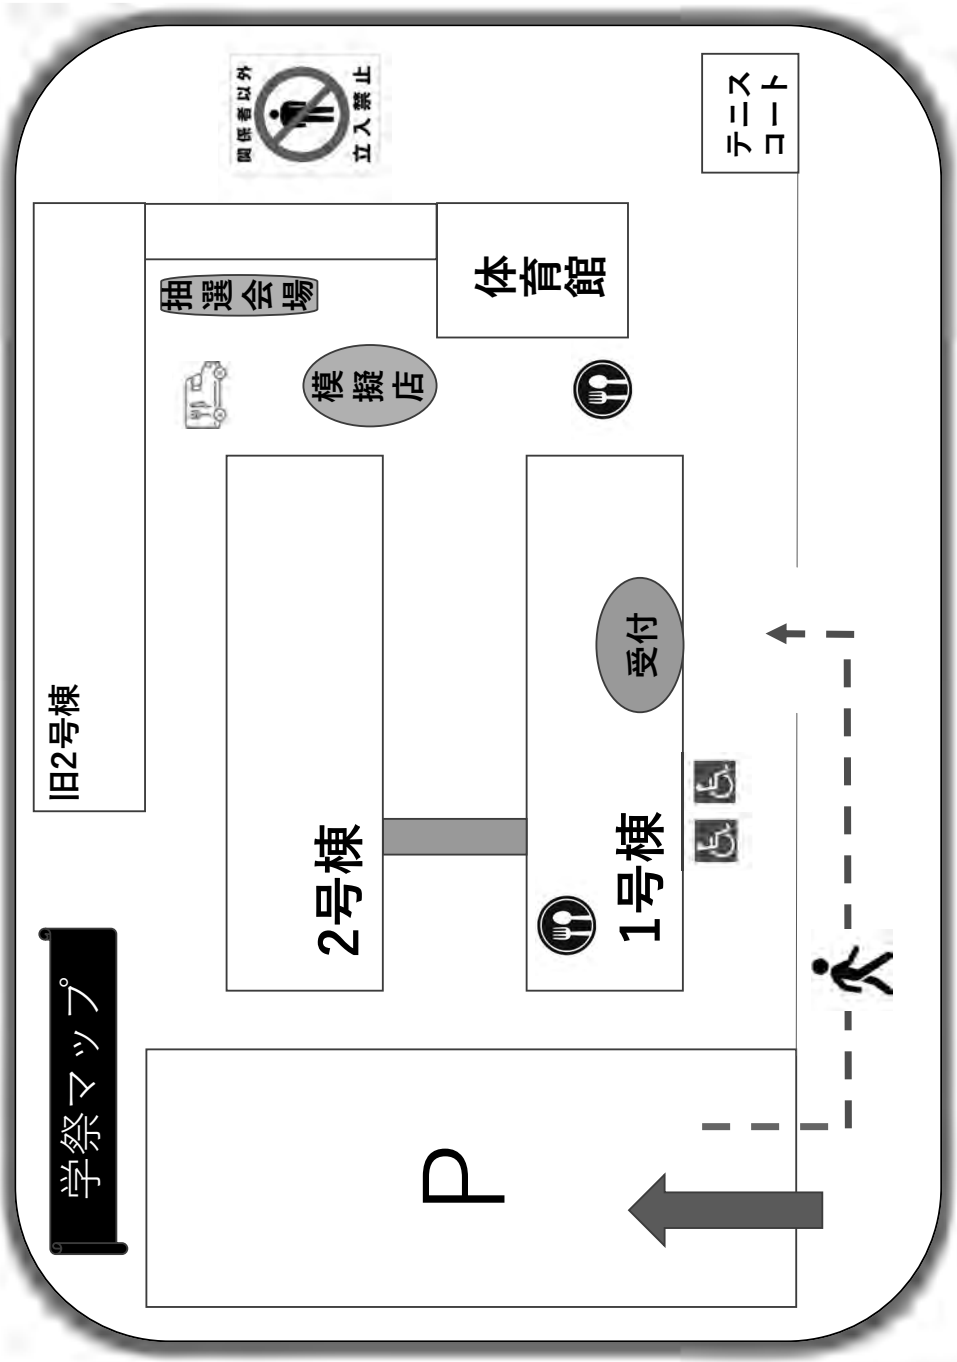 学祭マップ
旧2号棟
抽選会場
関係者以外
立入禁止
模擬店
2号棟
体育館
1号棟
受付
テニス
コート
P